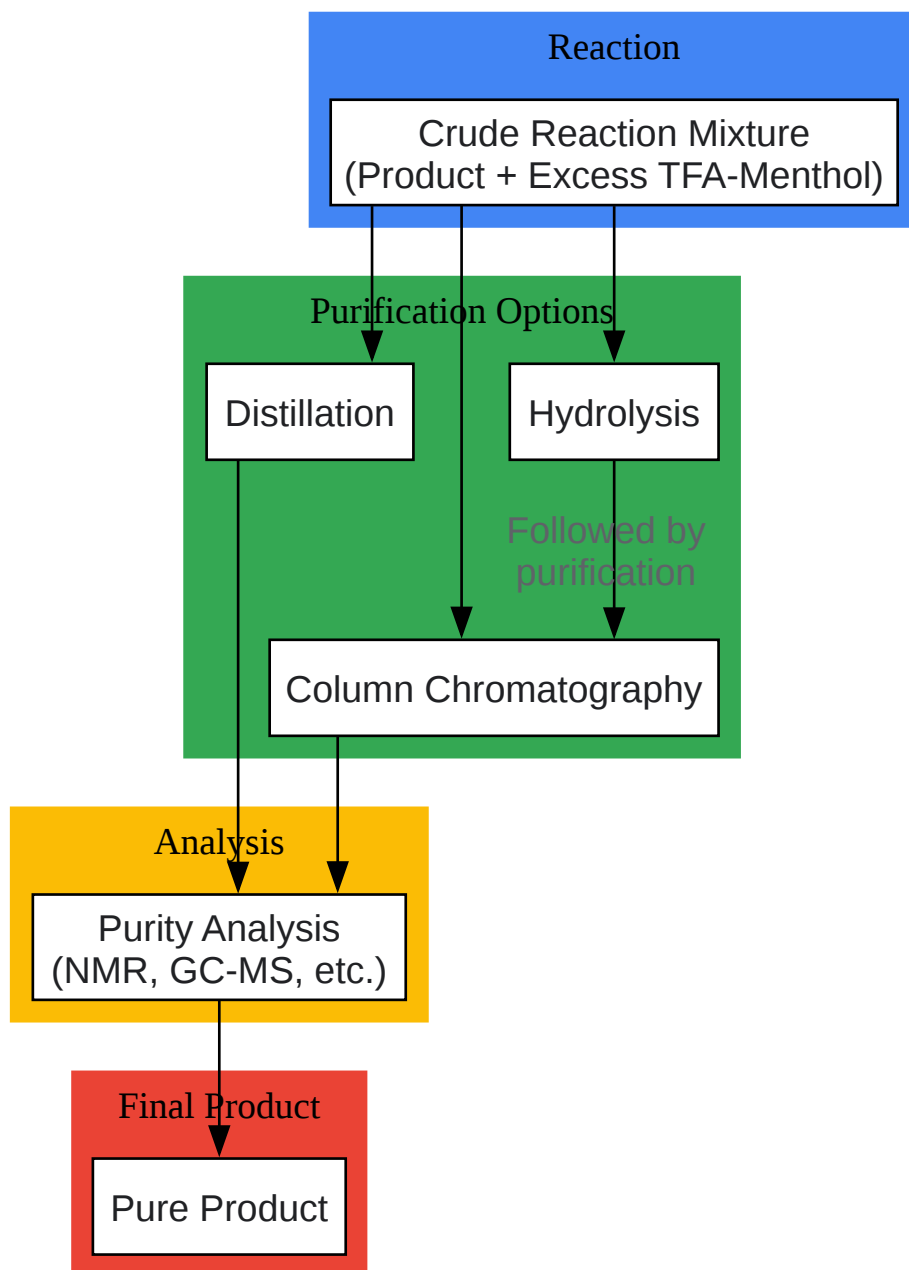 Reaction
Crude Reaction Mixture
(Product + Excess TFA-Menthol)
Purification Options
Distillation
Hydrolysis
Followed by
purification
Column Chromatography
Analysis
Purity Analysis
(NMR, GC-MS, etc.)
Final Product
Pure Product